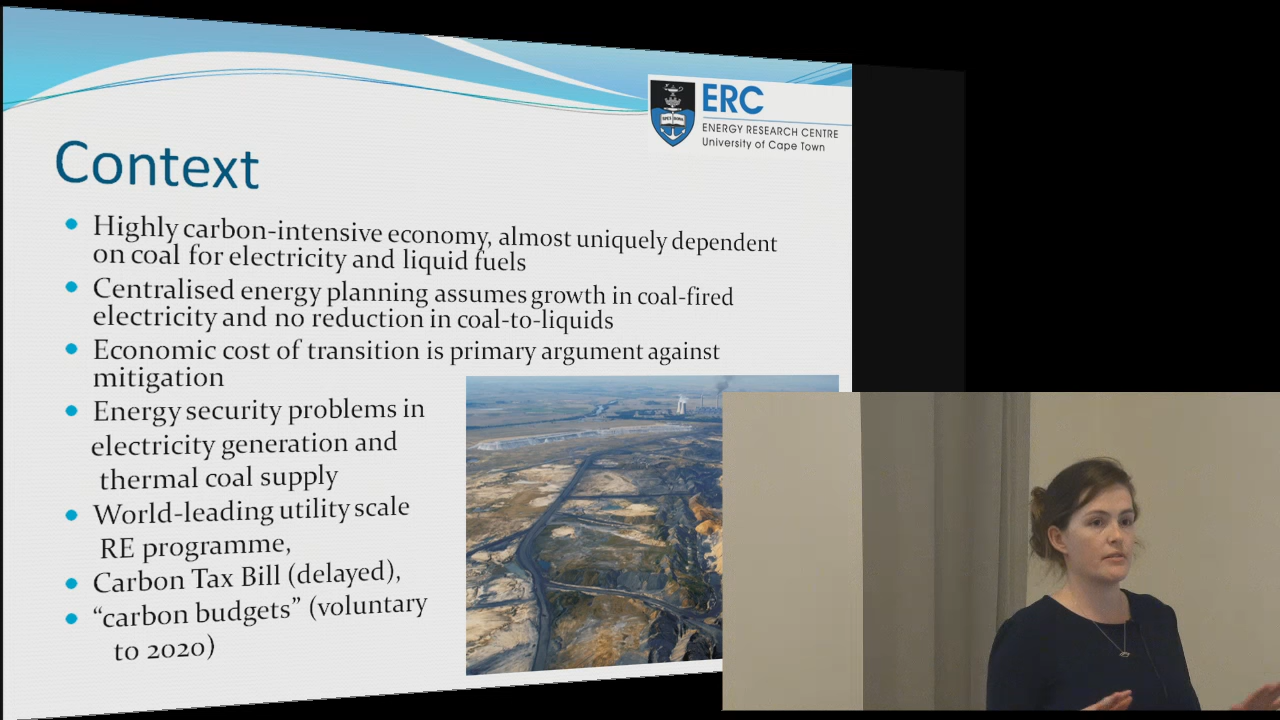 ERC
ENERGY RESEARCH CENTRE
University of Cape Town
Context
Highly carbon-intensive economy, almost uniquely dependent
on coal for electricity and liquid fuels
Centralised energy planning assumes growth in coal-fired
electricity and no reduction in coal-to-liquids
Economic cost of transition is primary argument against
mitigation
Energy security problems in
electricity generation and
thermal coal supply
World-leading utility scale
RE programme,
Carbon Tax Bill (delayed),
“carbon budgets” (voluntary
to 2020)